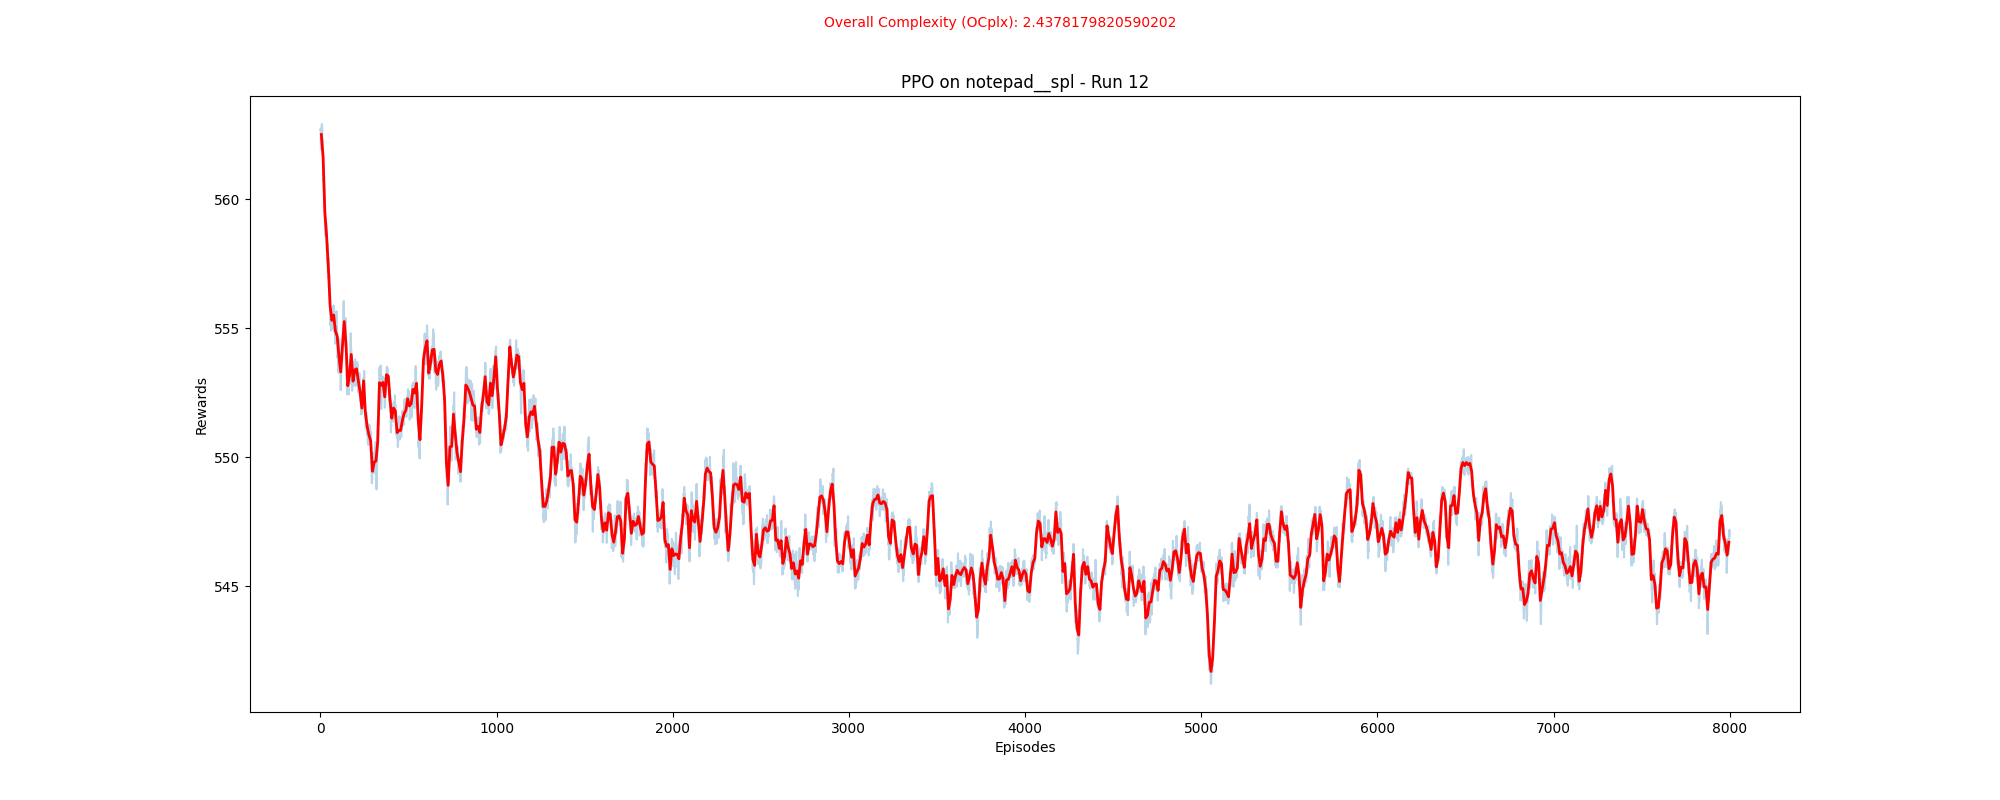 Overall Complexity (OCplx): 2.4378179820590202
PPO on notepad__spl - Run 12
Rewards
560
555
550
545
0 1000 2000 3000 4000 5000 6000 7000 8000
Episodes